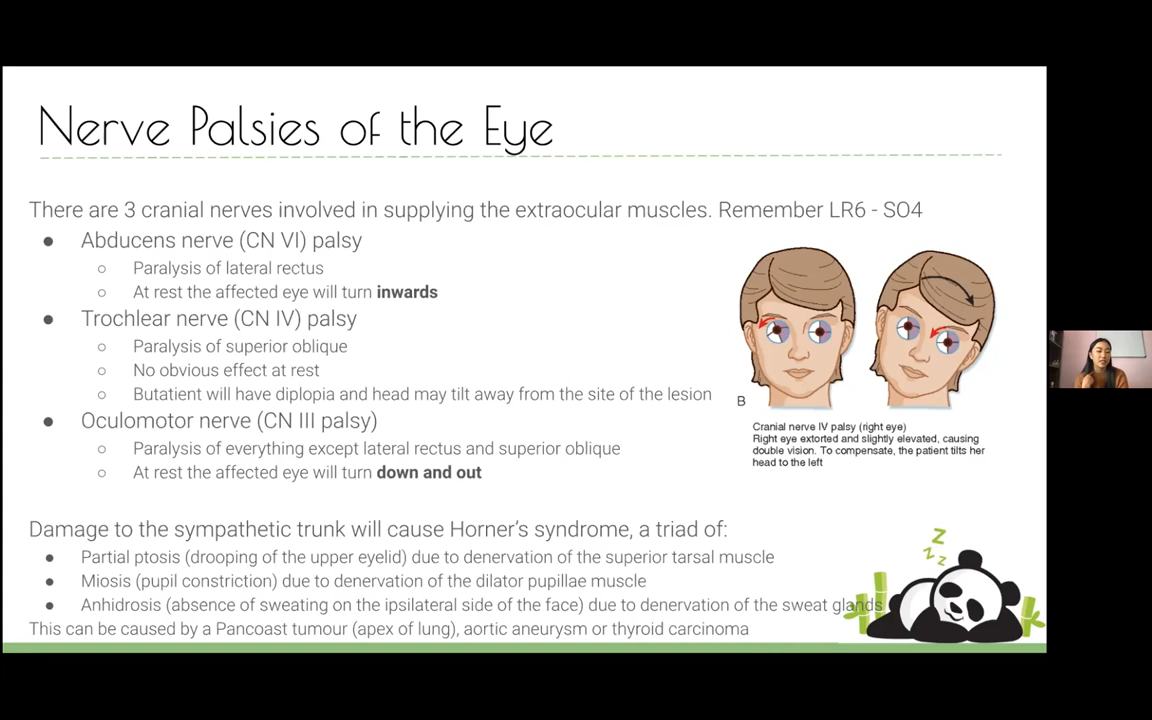 Nerve Palsies of the Eye
There are 3 cranial nerves involved in supplying the extraocular muscles. Remember LR6 - SO4
● Abducens nerve (CN VI) palsy
○ Paralysis of lateral rectus
○ At rest the affected eye will turn inwards
● Trochlear nerve (CN IV) palsy
○ Paralysis of superior oblique
○ No obvious effect at rest
○ Butatient will have diplopia and head may tilt away from the site of the lesion
● Oculomotor nerve (CN III palsy)
○ Paralysis of everything except lateral rectus and superior oblique
○ At rest the affected eye will turn down and out
B
Cranial nerve IV palsy (right eye)
Right eye extorted and slightly elevated, causing
double vision. To compensate, the patient tilts her
head to the left
Damage to the sympathetic trunk will cause Horner's syndrome, a triad of:
● Partial ptosis (drooping of the upper eyelid) due to denervation of the superior tarsal muscle
● Miosis (pupil constriction) due to denervation of the dilator pupillae muscle
● Anhidrosis (absence of sweating on the ipsilateral side of the face) due to denervation of the sweat glands
This can be caused by a Pancoast tumour (apex of lung), aortic aneurysm or thyroid carcinoma
Z
Z Z